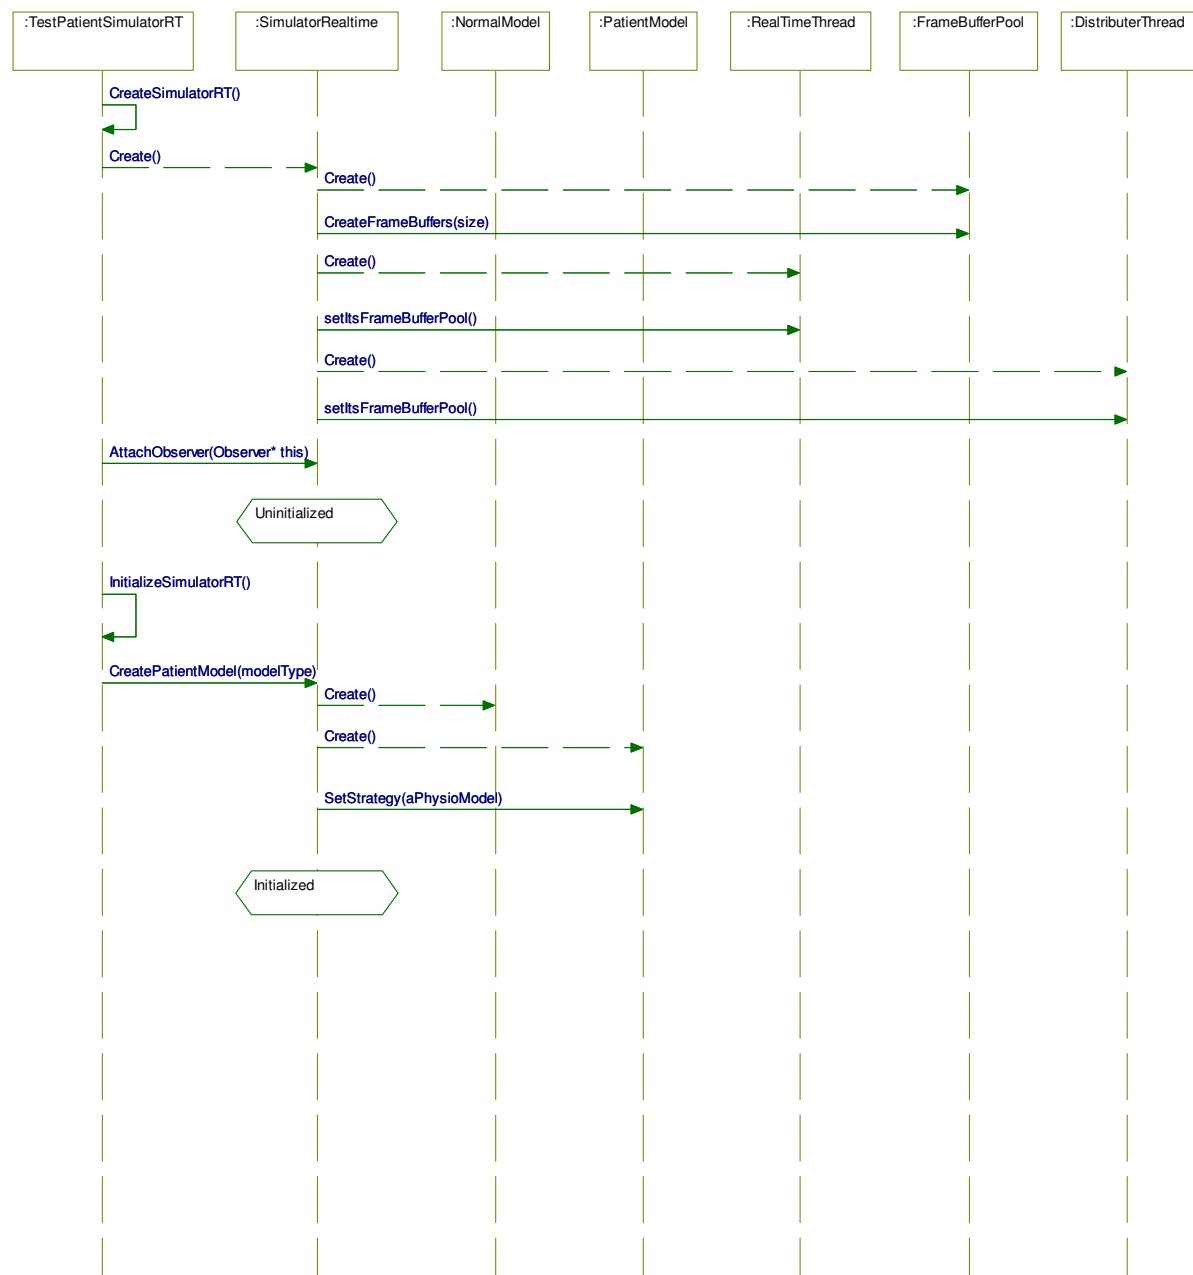 :TestPatientSimulatorRT
:SimulatorRealtime
:NormalModel
:PatientModel
:RealTimeThread
:FrameBufferPool
:DistributerThread
CreateSimulatorRT()
Create()
Create()
CreateFrameBuffers(size)
Create()
setItsFrameBufferPool()
Create()
setItsFrameBufferPool()
AttachObserver(Observer* this)
Uninitialized
InitializeSimulatorRT()
CreatePatientModel(modelType)
Create()
Create()
SetStrategy(aPhysioModel)
Initialized